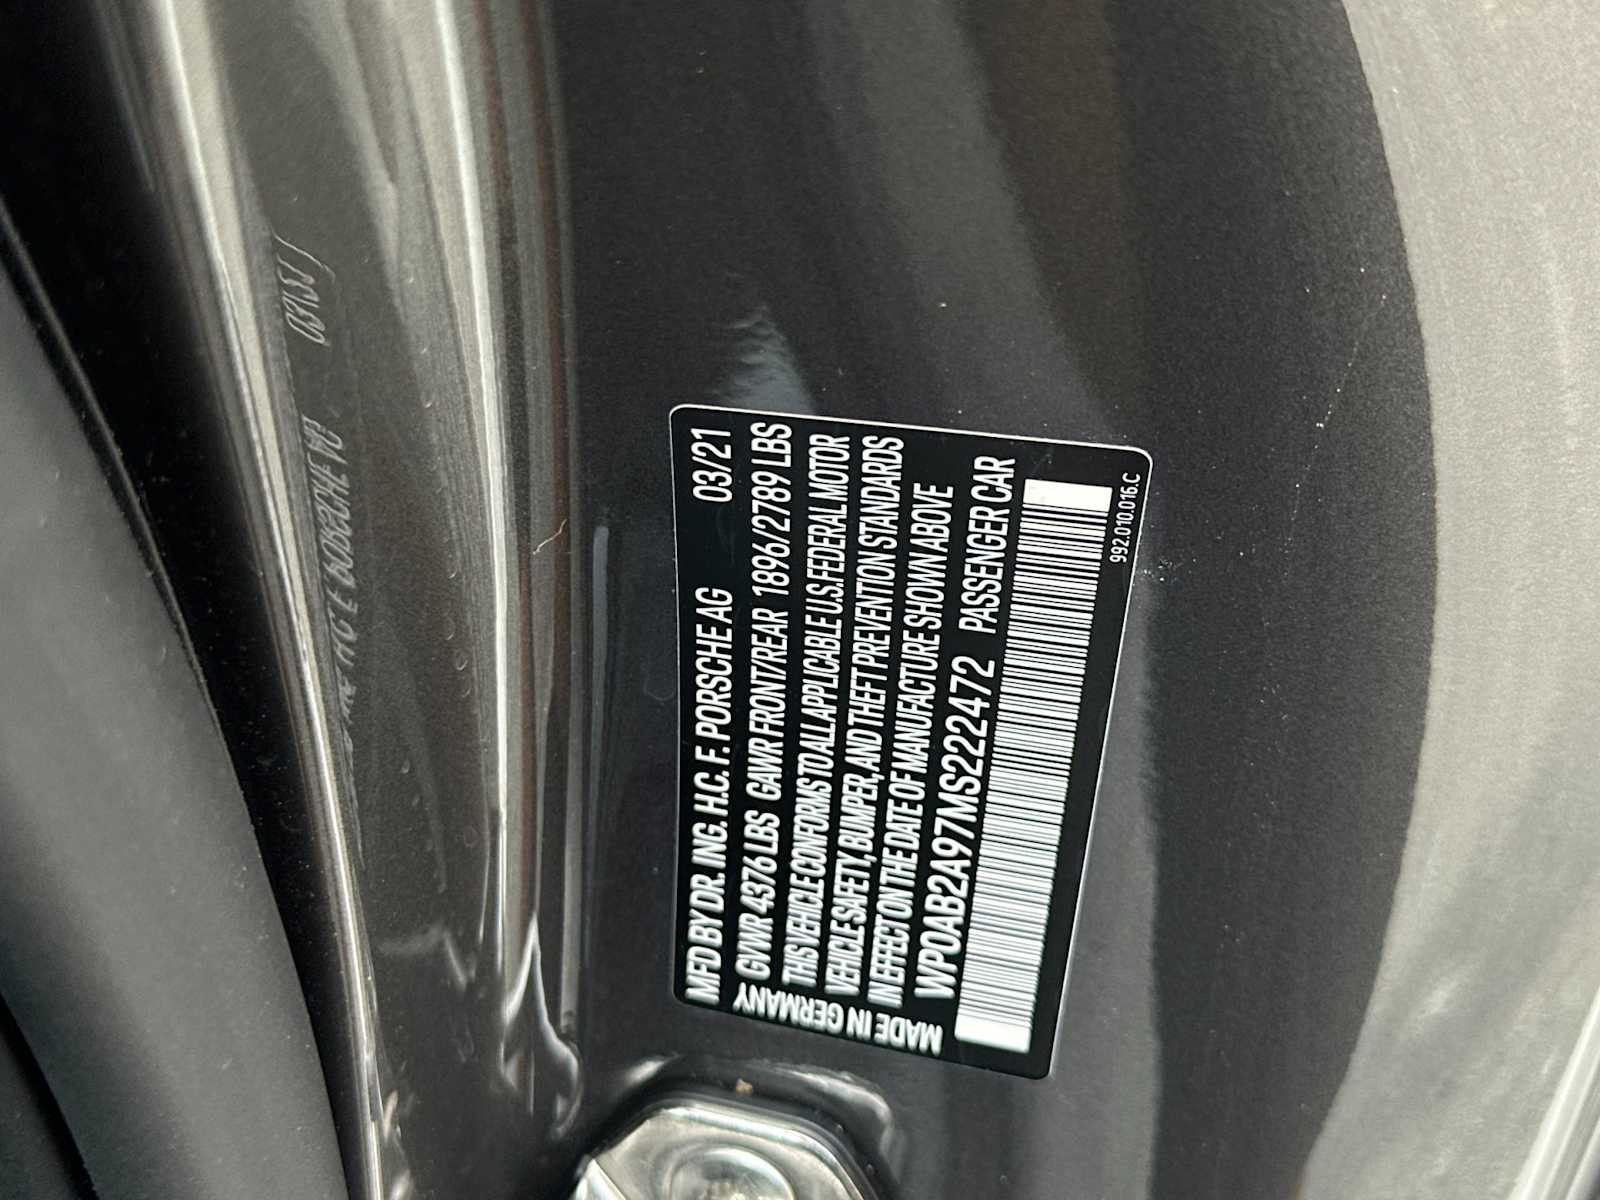 MFD BY DR. ING. H.C. F. PORSCHE AG 03/21
GVWR 4376 LBS GAWR FRONT/REAR 1896/2789 LBS
THIS VEHICLE CONFORMS TO ALL APPLICABLE U.S. FEDERAL MOTOR
VEHICLE SAFETY, BUMPER, AND THEFT PREVENTION STANDARDS
IN EFFECT ON THE DATE OF MANUFACTURE SHOWN ABOVE
WP0AB2A97MS222472 PASSENGER CAR
992.010.016.C
MADE IN GERMANY